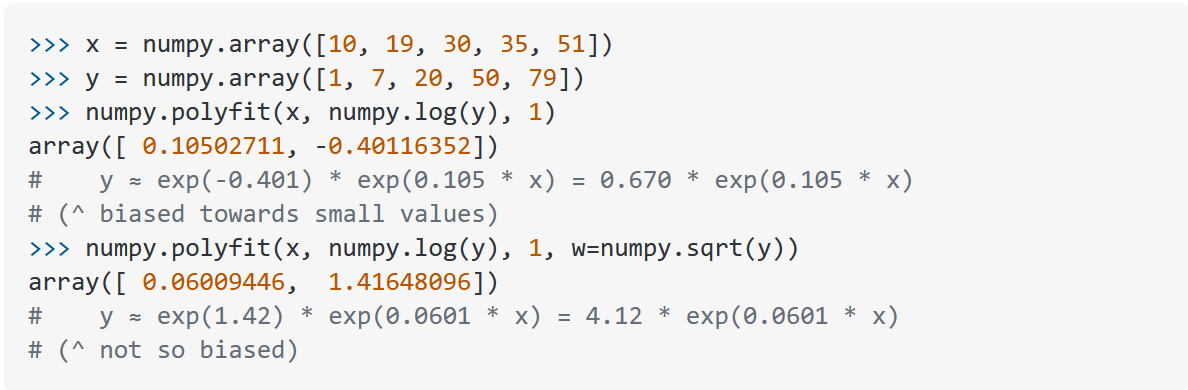 >>> x = numpy.array([10, 19, 30, 35, 51])
>>> y = numpy.array([1, 7, 20, 50, 79])
>>> numpy.polyfit(x, numpy.log(y), 1)
array([ 0.10502711, -0.40116352])
#    y ≈ exp(-0.401) * exp(0.105 * x) = 0.670 * exp(0.105 * x)
# (^ biased towards small values)
>>> numpy.polyfit(x, numpy.log(y), 1, w=numpy.sqrt(y))
array([ 0.06009446,  1.41648096])
#    y ≈ exp(1.42) * exp(0.0601 * x) = 4.12 * exp(0.0601 * x)
# (^ not so biased)